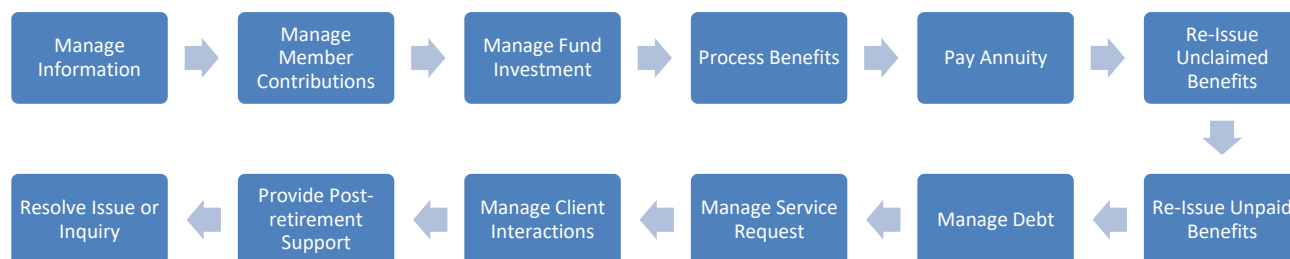 Manage
Information
Manage
Member
Contributions
Manage Fund
Investment
Process Benefits
Pay Annuity
Re-Issue
Unclaimed
Benefits
Re-Issue Unpaid
Benefits
Manage Debt
Manage Service
Request
Manage Client
Interactions
Provide Post-
retirement
Support
Resolve Issue or
Inquiry